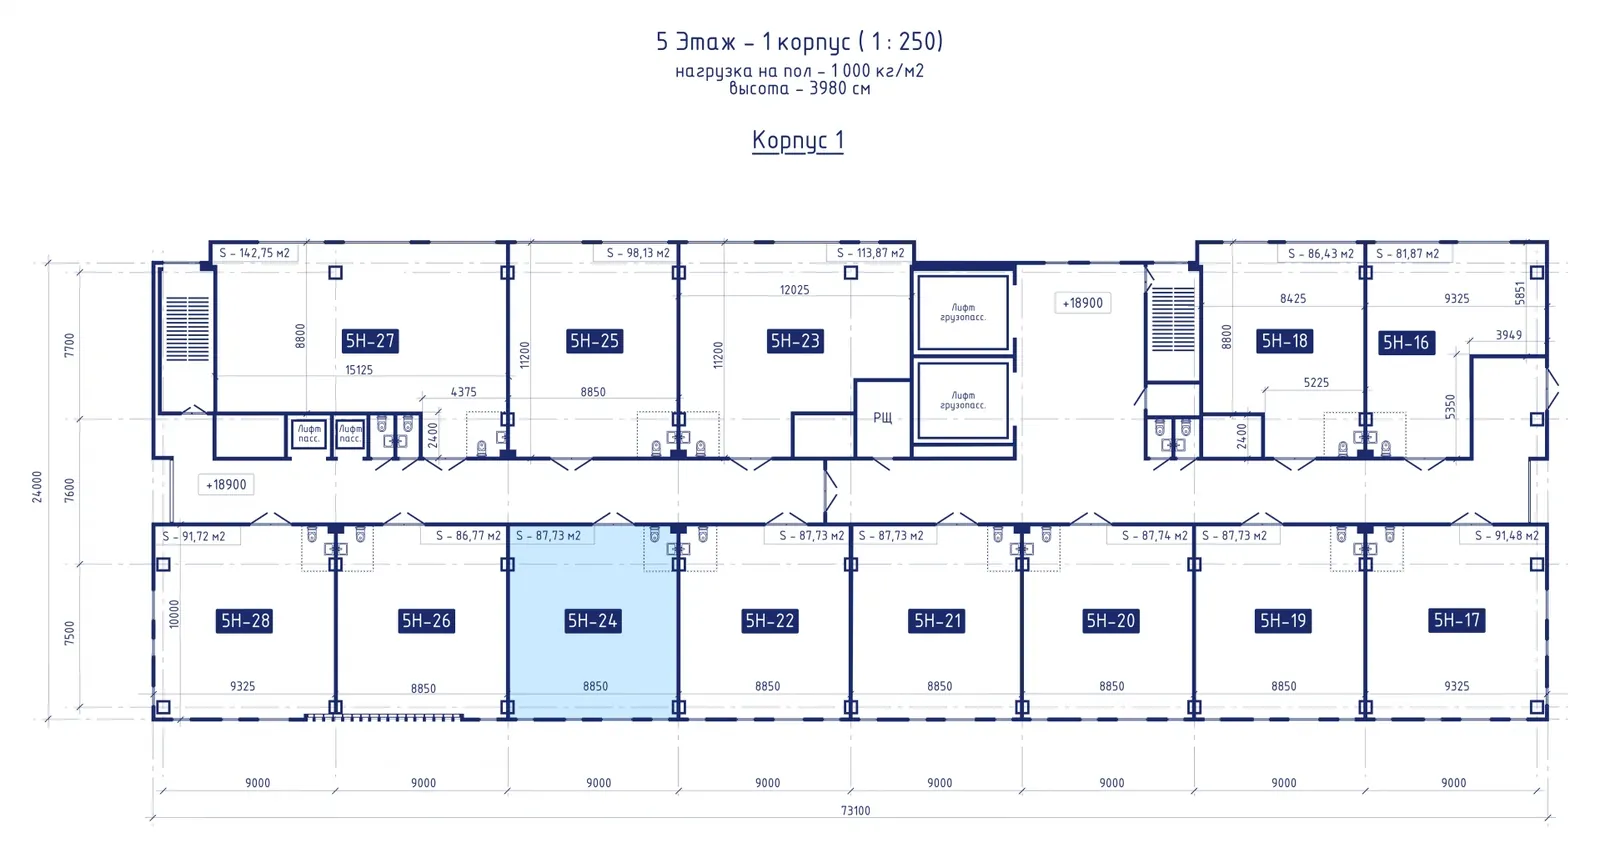 5 Этаж – 1 корпус ( 1 : 250)
нагрузка на пол – 1 000 кг/м2
высота – 3980 см
Корпус 1
S – 142,75 м2
S – 98,13 м2
S – 113,87 м2
S – 86,43 м2
S – 81,87 м2
12025
+18900
8425
9325
5851
Лифт
грузопасс.
7700
8800
5Н-27
5Н-25
5Н-23
8800
5Н-18
5Н-16
3949
11200
11200
15125
4375
8850
5225
5350
Лифт
грузопасс.
РЩ
Лифт
пасс.
Лифт
пасс.
2400
2400
24000
7600
+18900
S – 91,72 м2
S – 86,77 м2
S – 87,73 м2
S – 87,73 м2
S – 87,73 м2
S – 87,74 м2
S – 87,73 м2
S – 91,48 м2
7500
10000
5Н-28
5Н-26
5Н-24
5Н-22
5Н-21
5Н-20
5Н-19
5Н-17
9325
8850
8850
8850
8850
8850
8850
9325
9000
9000
9000
9000
9000
9000
9000
9000
73100